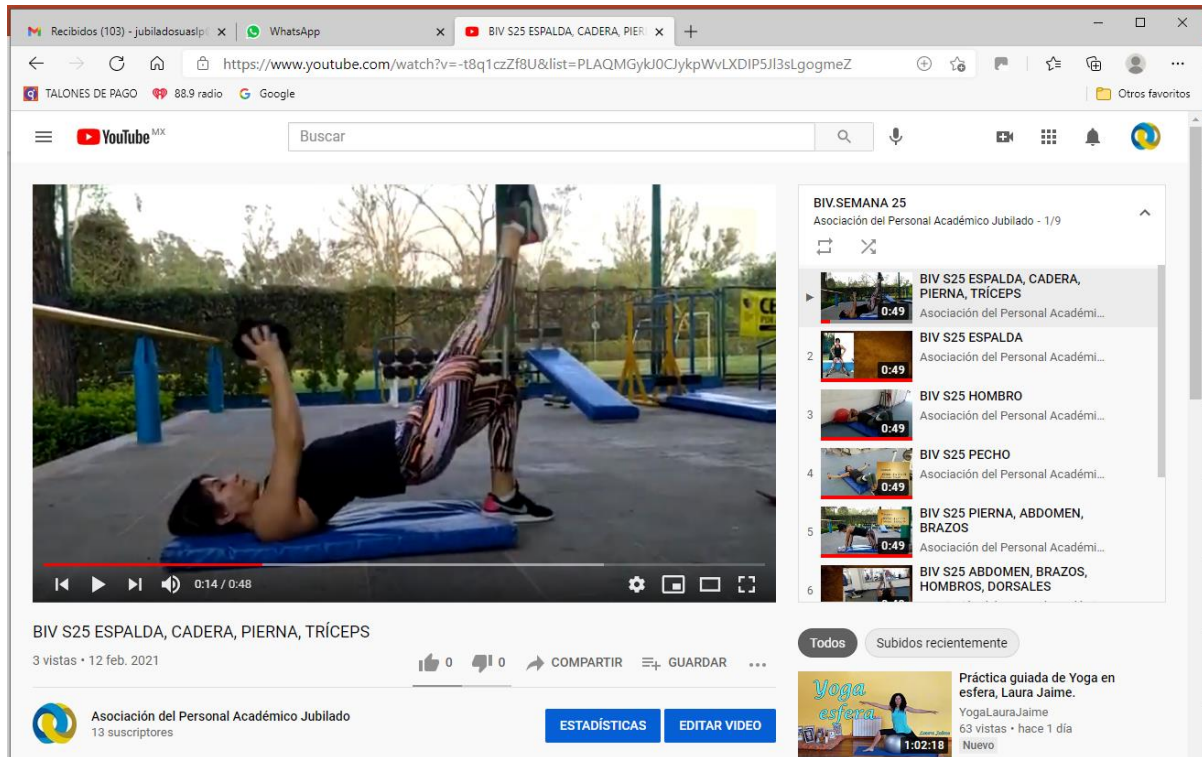 Recibidos (103) - jubiladosuaslp
WhatsApp
BIV S25 ESPALDA, CADERA, PIER
https://www.youtube.com/watch?v=-t8q1czZf8U&list=PLAQMGykJ0CJykpWvLXDIP5Jl3sLgogmeZ
TALONES DE PAGO
88.9 radio
Google
Otros favoritos
YouTube MX
Buscar
0:14 / 0:48
BIV S25 ESPALDA, CADERA, PIERNA, TRÍCEPS
3 vistas • 12 feb. 2021
0
0
COMPARTIR
GUARDAR
Asociación del Personal Académico Jubilado
13 suscriptores
ESTADÍSTICAS
EDITAR VIDEO
BIV.SEMANA 25
Asociación del Personal Académico Jubilado - 1/9
BIV S25 ESPALDA, CADERA,
PIERNA, TRÍCEPS
Asociación del Personal Académi...
0:49
2
BIV S25 ESPALDA
Asociación del Personal Académi...
0:49
3
BIV S25 HOMBRO
Asociación del Personal Académi...
0:49
4
BIV S25 PECHO
Asociación del Personal Académi...
0:49
5
BIV S25 PIERNA, ABDOMEN,
BRAZOS
Asociación del Personal Académi...
0:49
6
BIV S25 ABDOMEN, BRAZOS,
HOMBROS, DORSALES
Todos
Subidos recientemente
Yoga
esfera
Laura Jaime
1:02:18
Práctica guiada de Yoga en
esfera, Laura Jaime.
YogaLauraJaime
63 vistas • hace 1 día
Nuevo